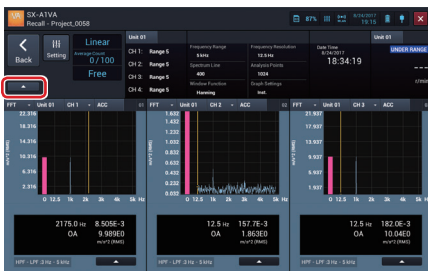 SX-A1VA
Recall - Project_0058
87%
8/24/2017
19:15
Back
Setting
Linear
Average Count
0 / 100
Free
Unit 01
CH 1: Range 5
CH 2: Range 5
CH 3: Range 5
CH 4: Range 5
Frequency Range
5 kHz
Spectrum Line
400
Window Function
Hanning
Frequency Resolution
12.5 Hz
Analysis Points
1024
Graph Settings
Inst.
Date Time
8/24/2017
18:34:19
Unit 01
UNDER RANGE
---
r/min
FFT - Unit 01 CH 1 - ACC 01
FFT - Unit 01 CH 2 - ACC 02
FFT - Unit 01 CH 3 - ACC
m/s^2 (RMS)
22.316
18.316
14.316
10.316
6.316
2.316
0 12.5 1k 2k 3k 4k 5k Hz
m/s^2 (RMS)
1.632
1.432
1.232
1.032
0.832
0.632
0.432
0.232
0.032
0 12.5 1k 2k 3k 4k 5k Hz
m/s^2 (RMS)
21.937
17.937
13.937
9.937
5.937
1.937
0 12.5 1k 2k 3k 4k 5k Hz
2175.0 Hz 8.505E-3
OA 9.989E0
m/s^2 (RMS)
HPF - LPF :3 Hz - 5 kHz
12.5 Hz 157.7E-3
OA 1.863E0
m/s^2 (RMS)
HPF - LPF :3 Hz - 5 kHz
12.5 Hz 182.0E-3
OA 10.04E0
m/s^2 (RMS)
HPF - LPF :3 Hz - 5 kHz